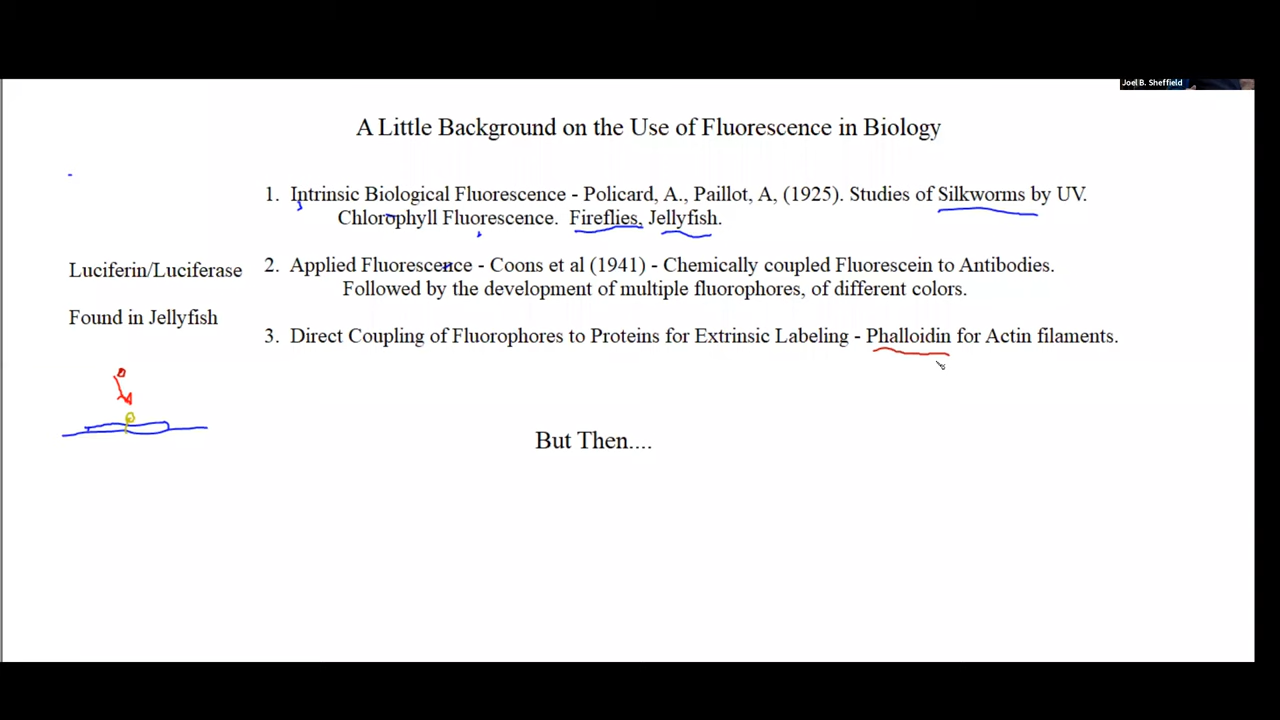 Joel B. Sheffield
A Little Background on the Use of Fluorescence in Biology
1. Intrinsic Biological Fluorescence - Policard, A., Paillot, A, (1925). Studies of Silkworms by UV.
Chlorophyll Fluorescence. Fireflies, Jellyfish.
Luciferin/Luciferase
2. Applied Fluorescence - Coons et al (1941) - Chemically coupled Fluorescein to Antibodies.
Followed by the development of multiple fluorophores, of different colors.
Found in Jellyfish
3. Direct Coupling of Fluorophores to Proteins for Extrinsic Labeling - Phalloidin for Actin filaments.
But Then....